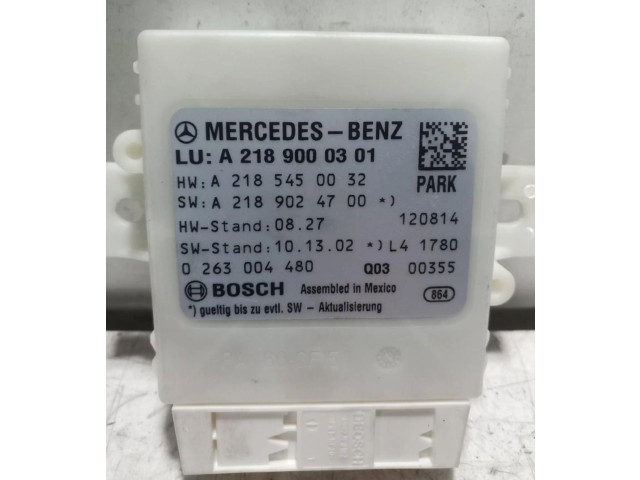 MERCEDES-BENZ
LU: A 218 900 03 01
HW: A 218 545 00 32
PARK
SW: A 218 902 47 00 *)
HW-Stand: 08.27 120814
SW-Stand: 10.13.02 *) L4 1780
0 263 004 480 Q03 00355
BOSCH Assembled in Mexico 864
*) gueltig bis zu evtl. SW - Aktualisierung
BOSCH